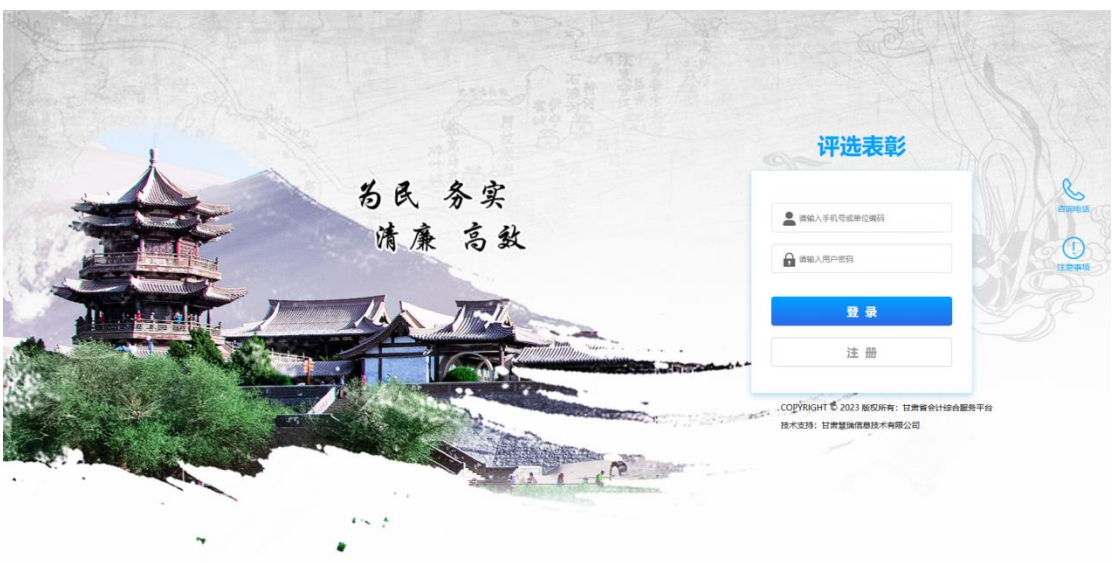 评选表彰
为民 务实
清廉 高效
请输入手机号或单位编码
请输入用户密码
登 录
注 册
咨询电话
注意事项
COPYRIGHT © 2023 版权所有：甘肃省会计综合服务平台
技术支持：甘肃慧瑞信息技术有限公司